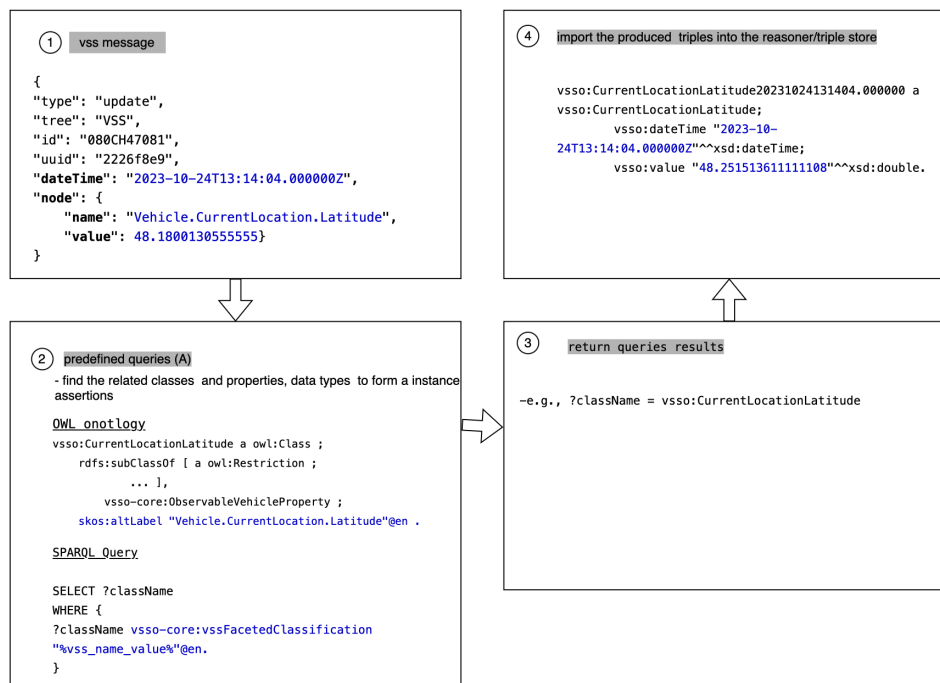 1 vss message
{
"type": "update",
"tree": "VSS",
"id": "080CH47081",
"uuid": "2226f8e9",
"dateTime": "2023-10-24T13:14:04.000000Z",
"node": {
"name": "Vehicle.CurrentLocation.Latitude",
"value": 48.1800130555555}
}
2 predefined queries (A)
- find the related classes and properties, data types to form a instance
assertions
OWL onotlogy
vsso:CurrentLocationLatitude a owl:Class ;
rdfs:subClassOf [ a owl:Restriction ;
... ],
vsso-core:ObservableVehicleProperty ;
skos:altLabel "Vehicle.CurrentLocation.Latitude"@en .
SPARQL Query
SELECT ?className
WHERE {
?className vsso-core:vssFacetedClassification
"%vss_name_value%"@en.
}
3 return queries results
-e.g., ?className = vsso:CurrentLocationLatitude
4 import the produced triples into the reasoner/triple store
vsso:CurrentLocationLatitude20231024131404.000000 a
vsso:CurrentLocationLatitude;
vsso:dateTime "2023-10-
24T13:14:04.000000Z"^^xsd:dateTime;
vsso:value "48.251513611111108"^^xsd:double.